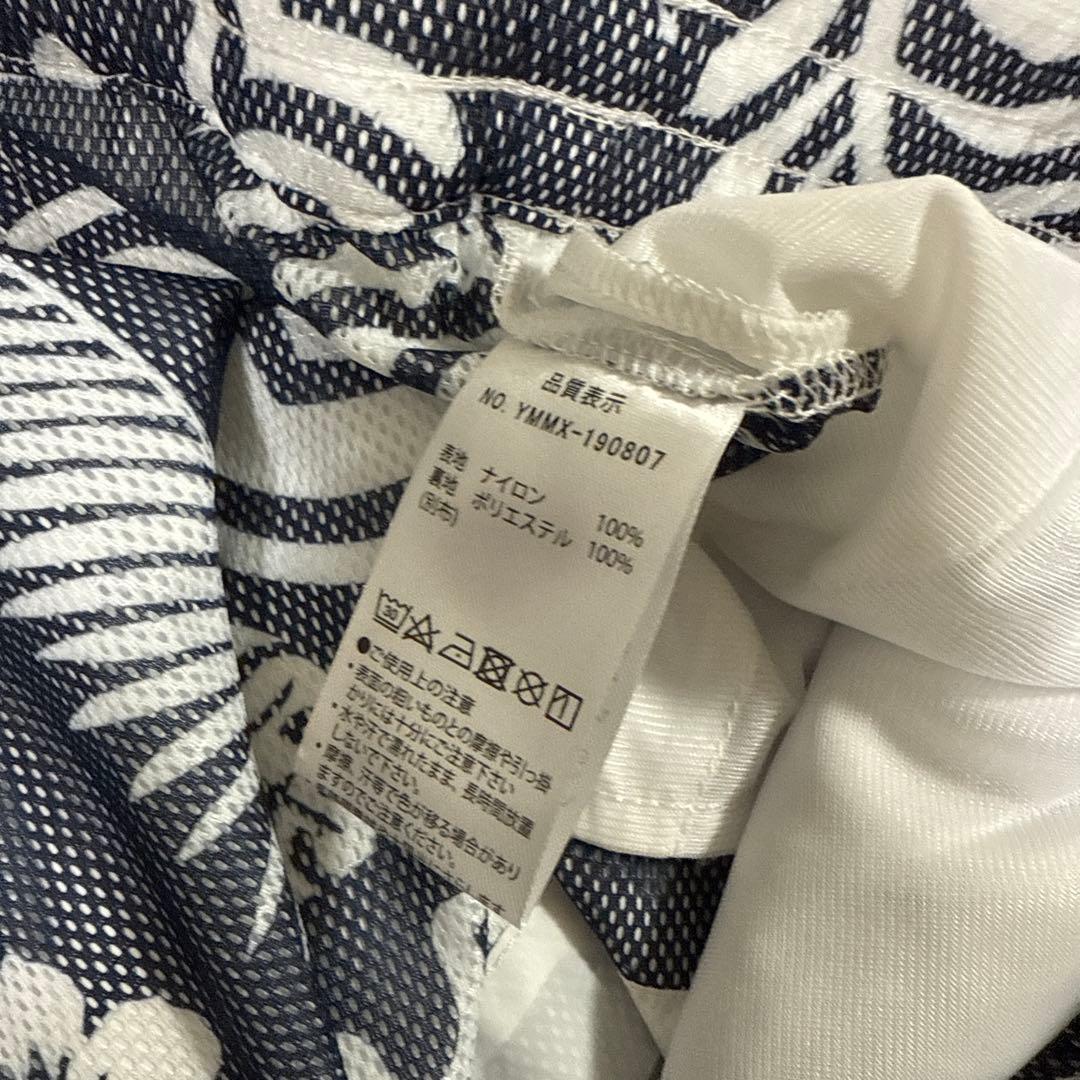 品質表示
NO. YMMX-190807
表地 ナイロン 100%
裏地 ポリエステル 100%
(別布)
30
●ご使用上の注意
・表面の粗いものとの摩擦や引っ掛
かりには十分にご注意下さい
・水や汗で濡れたまま、長時間放置
しないで下さい。
・摩擦、汗等で色が移る場合があり
ますのでご注意ください。